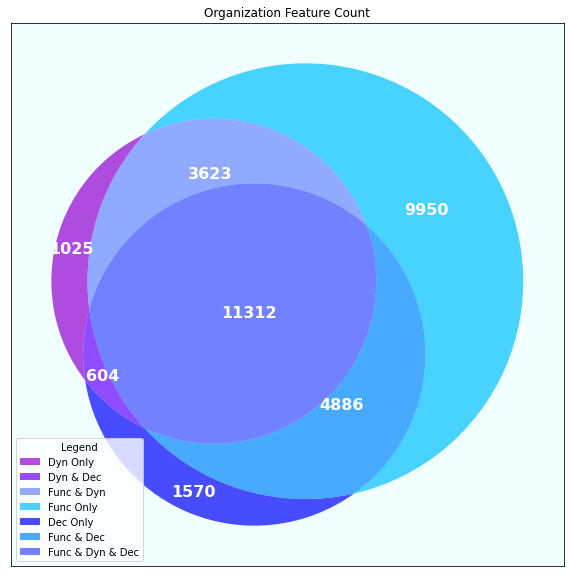 Organization Feature Count
3623
9950
1025
11312
604
4886
1570
Legend
Dyn Only
Dyn & Dec
Func & Dyn
Func Only
Dec Only
Func & Dec
Func & Dyn & Dec